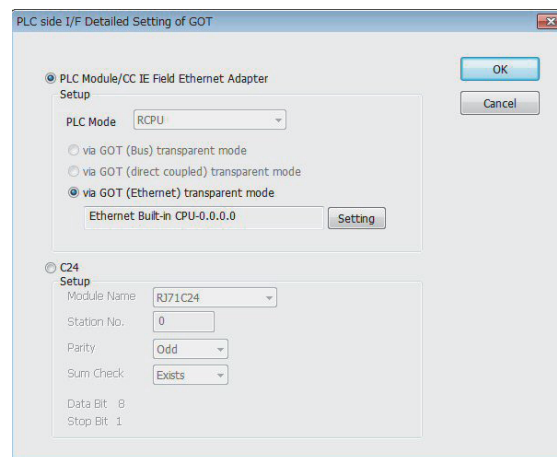 PLC side I/F Detailed Setting of GOT
PLC Module/CC IE Field Ethernet Adapter
OK
Setup
Cancel
PLC Mode RCPU
via GOT (Bus) transparent mode
via GOT (direct coupled) transparent mode
via GOT (Ethernet) transparent mode
Ethernet Built-in CPU-0.0.0.0 Setting
C24
Setup
Module Name RJ71C24
Station No. 0
Parity Odd
Sum Check Exists
Data Bit 8
Stop Bit 1